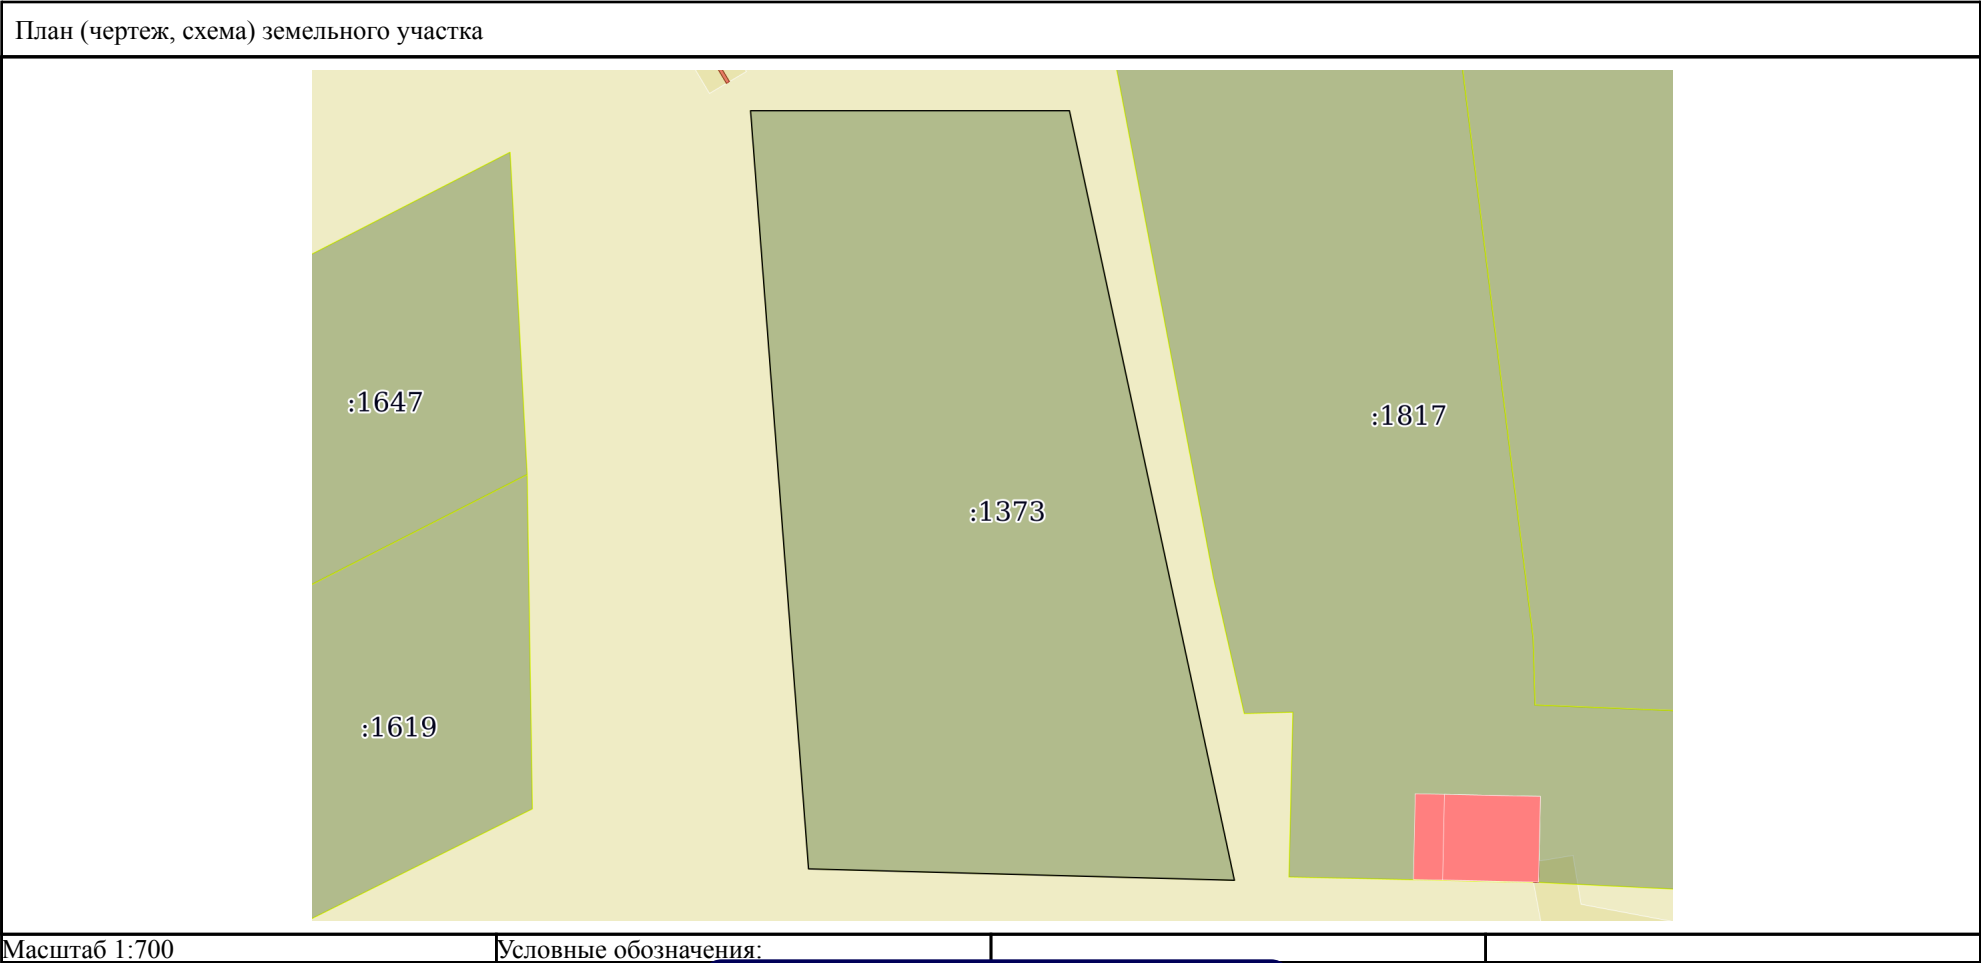 План (чертеж, схема) земельного участка
:1647
:1817
:1373
:1619
Масштаб 1:700
Условные обозначения: